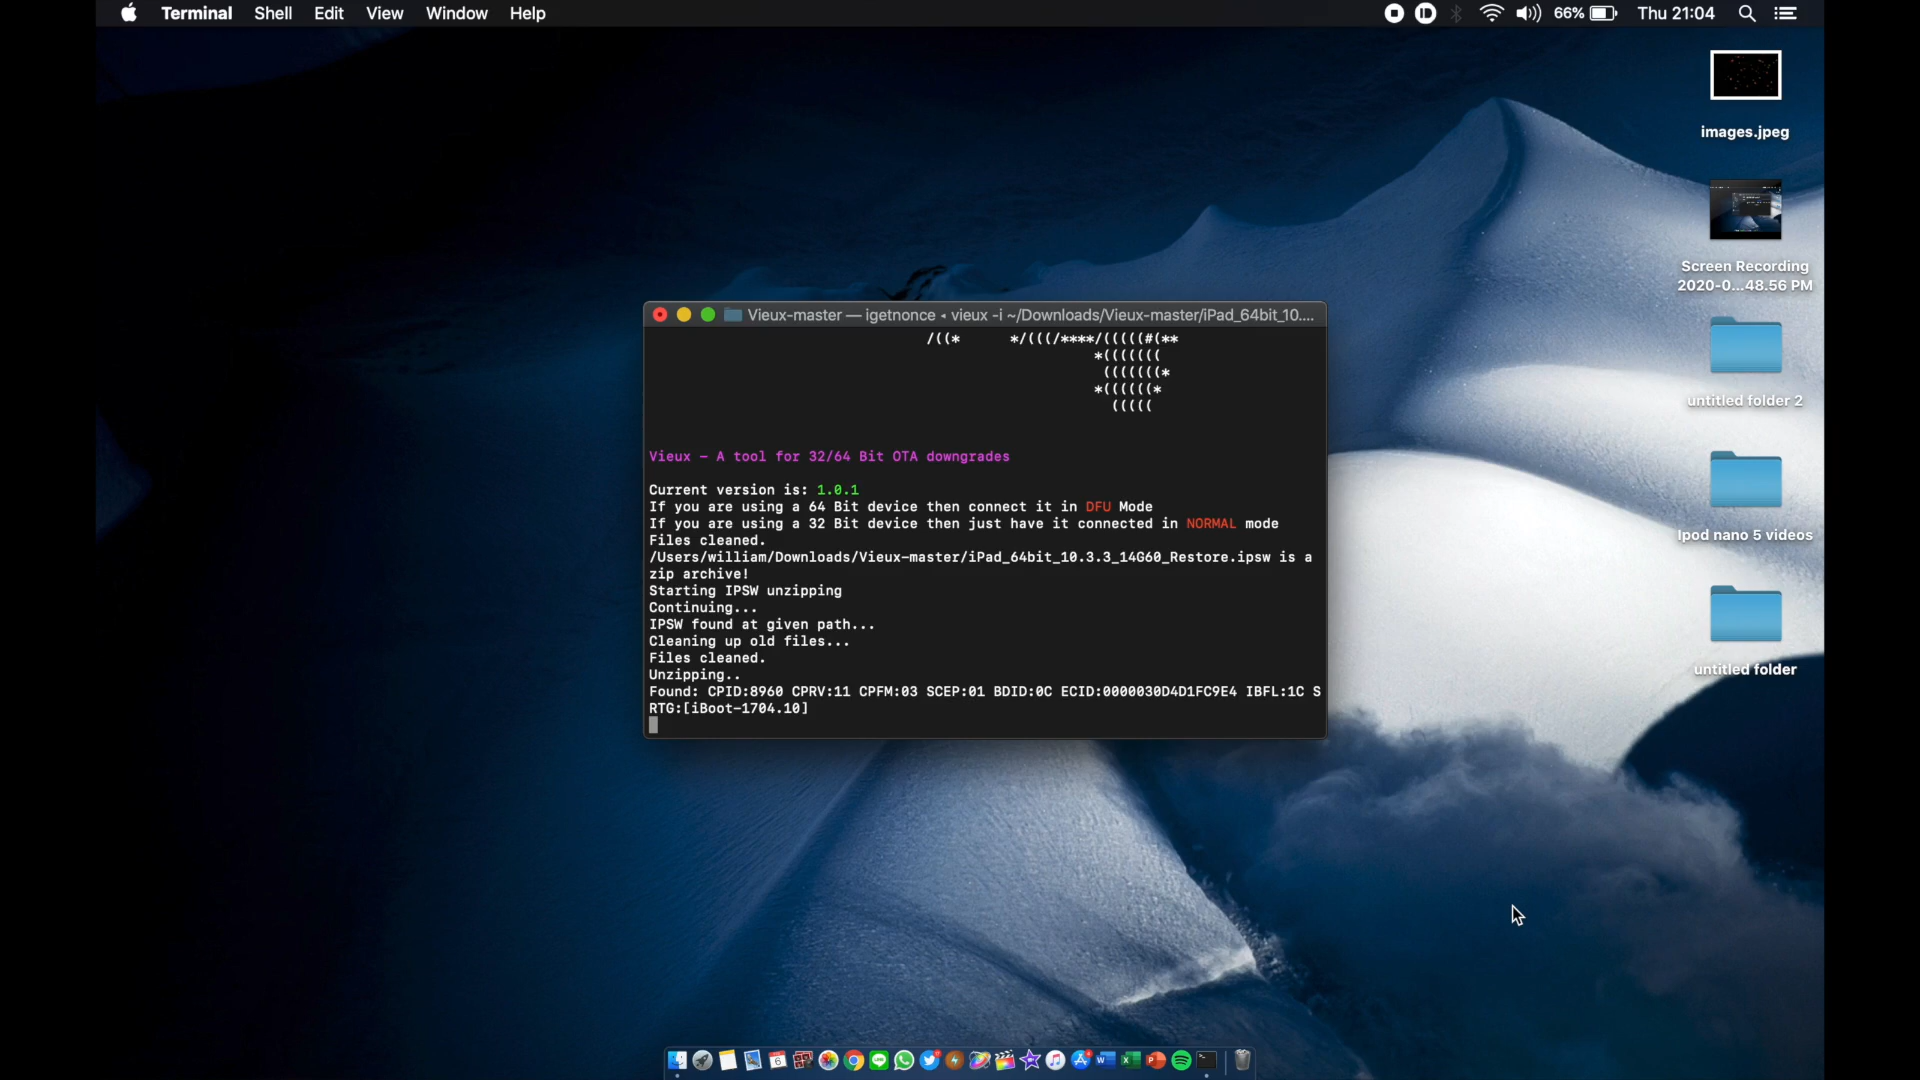 Terminal Shell Edit View Window Help 66% Thu 21:04
images.jpeg
Screen Recording
2020-0...48.56 PM
untitled folder 2
Ipod nano 5 videos
untitled folder
Vieux-master — igetnonce ◂ vieux -i ~/Downloads/Vieux-master/iPad_64bit_10....
/((*      */(((/****/(((((#(**
*(((((((
(((((((*
*((((((*
(((((
Vieux – A tool for 32/64 Bit OTA downgrades
Current version is: 1.0.1
If you are using a 64 Bit device then connect it in DFU Mode
If you are using a 32 Bit device then just have it connected in NORMAL mode
Files cleaned.
/Users/william/Downloads/Vieux-master/iPad_64bit_10.3.3_14G60_Restore.ipsw is a
zip archive!
Starting IPSW unzipping
Continuing...
IPSW found at given path...
Cleaning up old files...
Files cleaned.
Unzipping..
Found: CPID:8960 CPRV:11 CPFM:03 SCEP:01 BDID:0C ECID:0000030D4D1FC9E4 IBFL:1C S
RTG:[iBoot-1704.10]